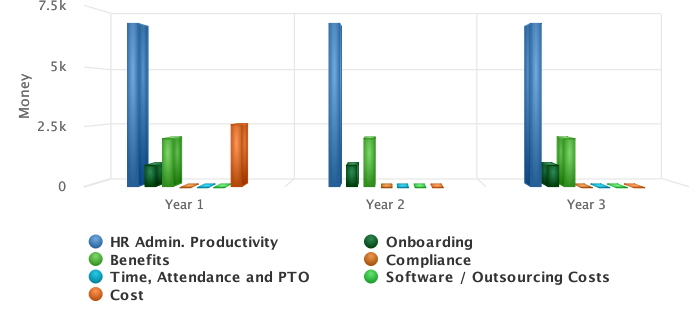 7.5k
5k
2.5k
0
Money
Year 1 Year 2 Year 3
HR Admin. Productivity Onboarding
Benefits Compliance
Time, Attendance and PTO Software / Outsourcing Costs
Cost